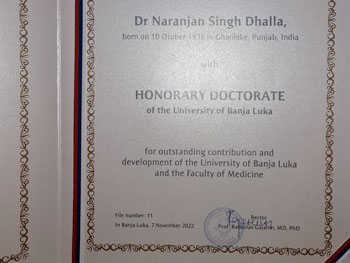 Dr Naranjan Singh Dhalla,
born on 10 Otober 1936 in Ghanieke, Punjab, India
with
HONORARY DOCTORATE
of the University of Banja Luka
for outstanding contribution and
development of the University of Banja Luka
and the Faculty of Medicine
File number: 11
In Banja Luka, 7 November 2022
Rector
Prof. Radoslav Gajanin, MD, PhD